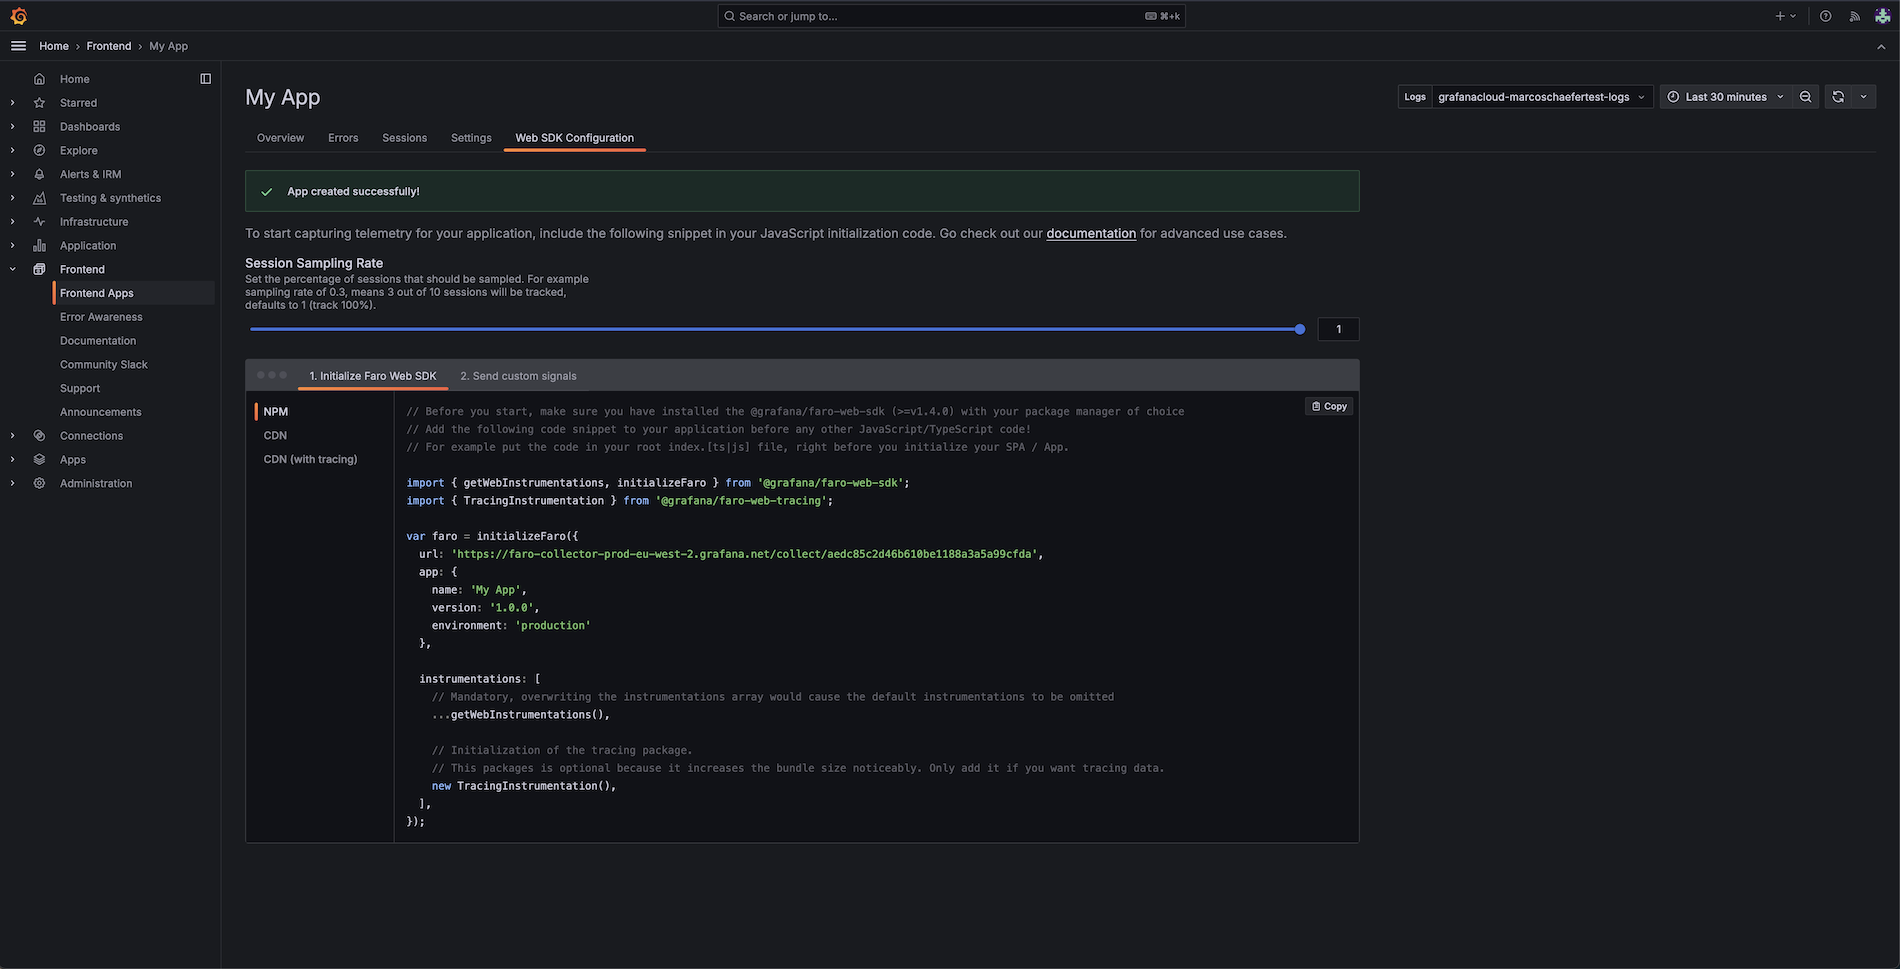 Search or jump to...
⌘+k
Home › Frontend › My App
Home
Starred
Dashboards
Explore
Alerts & IRM
Testing & synthetics
Infrastructure
Application
Frontend
Frontend Apps
Error Awareness
Documentation
Community Slack
Support
Announcements
Connections
Apps
Administration
My App
Logs grafanacloud-marcoschaefertest-logs
Last 30 minutes
Overview Errors Sessions Settings Web SDK Configuration
App created successfully!
To start capturing telemetry for your application, include the following snippet in your JavaScript initialization code. Go check out our documentation for advanced use cases.
Session Sampling Rate
Set the percentage of sessions that should be sampled. For example
sampling rate of 0.3, means 3 out of 10 sessions will be tracked,
defaults to 1 (track 100%).
1
1. Initialize Faro Web SDK 2. Send custom signals
NPM
CDN
CDN (with tracing)
Copy
// Before you start, make sure you have installed the @grafana/faro-web-sdk (>=v1.4.0) with your package manager of choice
// Add the following code snippet to your application before any other JavaScript/TypeScript code!
// For example put the code in your root index.[ts|js] file, right before you initialize your SPA / App.
import { getWebInstrumentations, initializeFaro } from '@grafana/faro-web-sdk';
import { TracingInstrumentation } from '@grafana/faro-web-tracing';
var faro = initializeFaro({
url: 'https://faro-collector-prod-eu-west-2.grafana.net/collect/aedc85c2d46b610be1188a3a5a99cfda',
app: {
name: 'My App',
version: '1.0.0',
environment: 'production'
},
instrumentations: [
// Mandatory, overwriting the instrumentations array would cause the default instrumentations to be omitted
...getWebInstrumentations(),
// Initialization of the tracing package.
// This packages is optional because it increases the bundle size noticeably. Only add it if you want tracing data.
new TracingInstrumentation(),
],
});